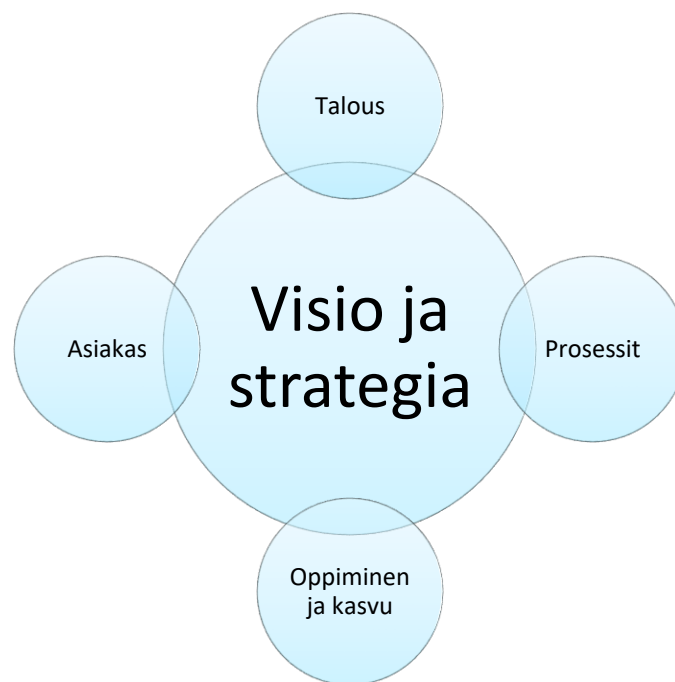 Talous
Visio ja
strategia
Asiakas
Prosessit
Oppiminen
ja kasvu